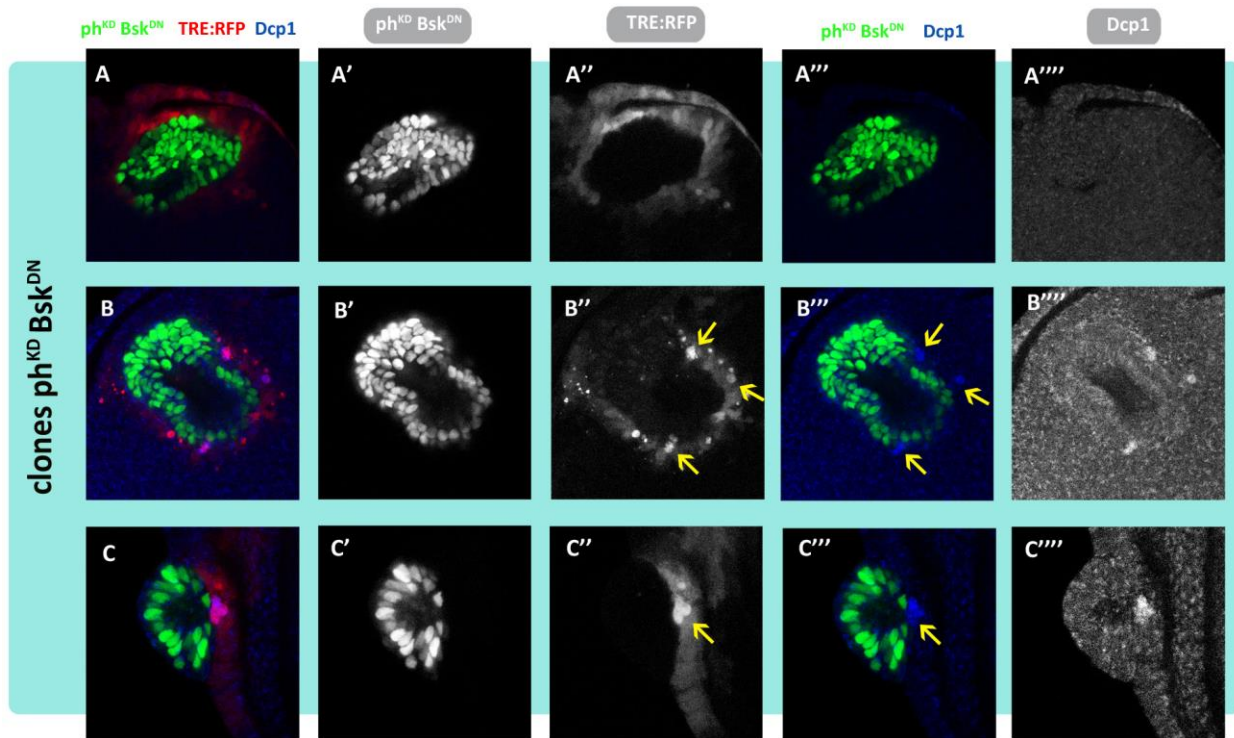 ph^KD Bsk^DN TRE:RFP Dcp1
ph^KD Bsk^DN
TRE:RFP
ph^KD Bsk^DN Dcp1
Dcp1
clones ph^KD Bsk^DN
A
A'
A''
A'''
A''''
B
B'
B''
B'''
B''''
C
C'
C''
C'''
C''''